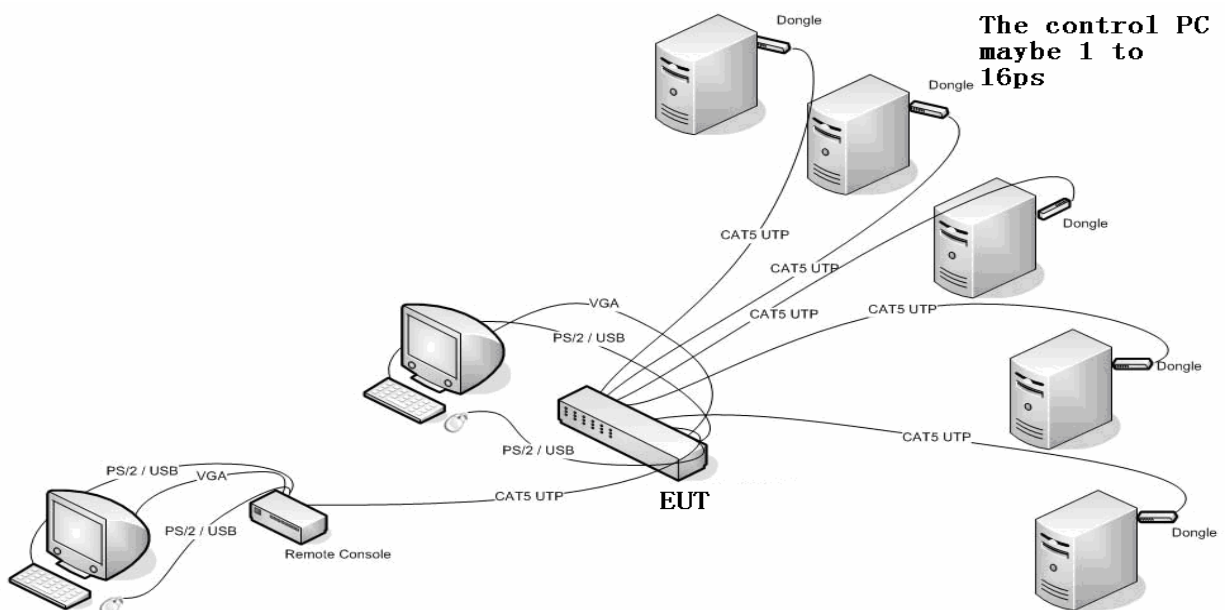 Dongle
The control PC
maybe 1 to
16ps
Dongle
Dongle
CAT5 UTP
CAT5 UTP
VGA
CAT5 UTP
CAT5 UTP
PS/2 / USB
Dongle
CAT5 UTP
PS/2 / USB
PS/2 / USB
VGA
CAT5 UTP
EUT
PS/2 / USB
Dongle
Remote Console